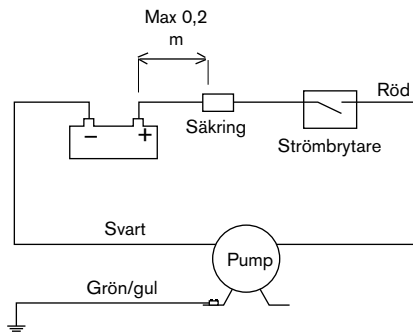 Max 0,2
m
Röd
Säkring
Strömbrytare
− +
Svart
Pump
Grön/gul